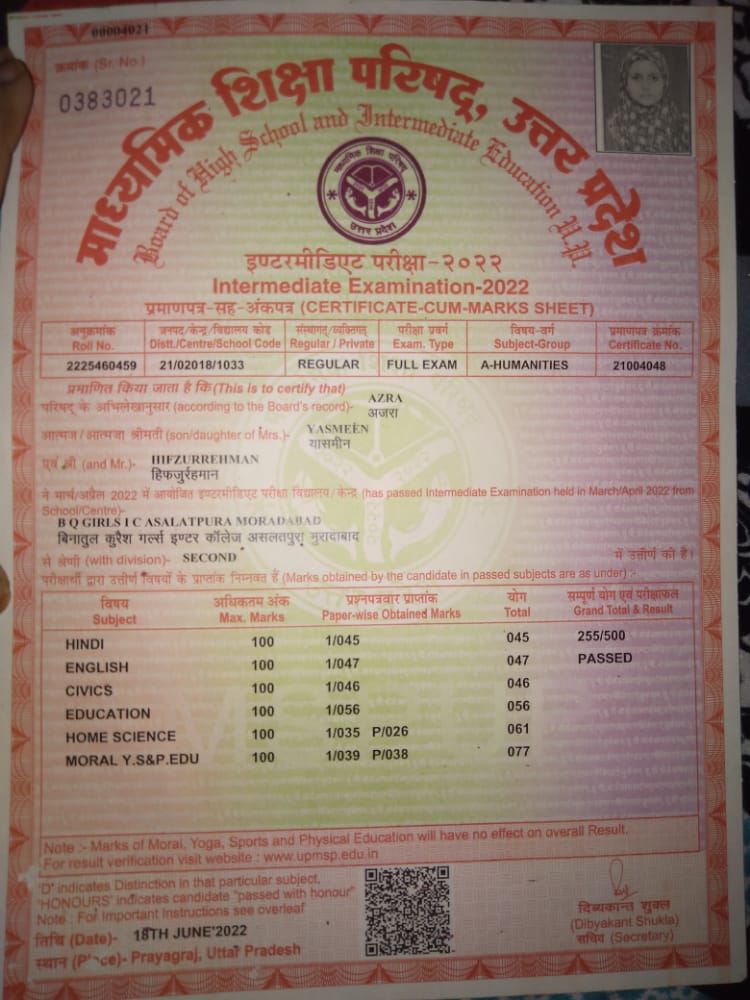 00004021
क्रमांक (Sr. No.)
0383021
माध्यमिक शिक्षा परिषद्, उत्तर प्रदेश
Board of High School and Intermediate Education U.P.
माध्यमिक शिक्षा परिषद्
उत्तर प्रदेश
इण्टरमीडिएट परीक्षा-२०२२
Intermediate Examination-2022
प्रमाणपत्र-सह-अंकपत्र (CERTIFICATE-CUM-MARKS SHEET)
अनुक्रमांक जनपद/केन्द्र/विद्यालय कोड संस्थागत/व्यक्तिगत परीक्षा प्रवर्ग विषय-वर्ग प्रमाणपत्र क्रमांक
Roll No. Distt./Centre/School Code Regular / Private Exam. Type Subject-Group Certificate No.
2225460459 21/02018/1033 REGULAR FULL EXAM A-HUMANITIES 21004048
प्रमाणित किया जाता है कि(This is to certify that)
AZRA
परिषद् के अभिलेखानुसार (according to the Board's record)- अजरा
YASMEEN
आत्मज/आत्मजा श्रीमती (son/daughter of Mrs.)- यासमीन
HIFZURREHMAN
एवं श्री (and Mr.)- हिफजुर्रहमान
ने मार्च/अप्रैल 2022 में आयोजित इण्टरमीडिएट परीक्षा विद्यालय/केन्द्र (has passed Intermediate Examination held in March/April 2022 from
School/Centre)-
B Q GIRLS I C ASALATPURA MORADABAD
बिनातुल कुरैश गर्ल्स इण्टर कॉलेज असलतपुरा मुरादाबाद
से श्रेणी (with division)- SECOND में उत्तीर्ण की है।
परीक्षार्थी द्वारा उत्तीर्ण विषयों के प्राप्तांक निम्नवत हैं (Marks obtained by the candidate in passed subjects are as under) :-
विषय अधिकतम अंक प्रश्नपत्रवार प्राप्तांक योग सम्पूर्ण योग एवं परीक्षाफल
Subject Max. Marks Paper-wise Obtained Marks Total Grand Total & Result
HINDI 100 1/045 045 255/500
ENGLISH 100 1/047 047 PASSED
CIVICS 100 1/046 046
EDUCATION 100 1/056 056
HOME SCIENCE 100 1/035 P/026 061
MORAL Y.S&P.EDU 100 1/039 P/038 077
Note :- Marks of Moral, Yoga, Sports and Physical Education will have no effect on overall Result.
For result verification visit website : www.upmsp.edu.in
'D' indicates Distinction in that particular subject,
'HONOURS' indicates candidate "passed with honour"
Note : For Important Instructions see overleaf
तिथि (Date)- 18TH JUNE'2022
स्थान (Place)- Prayagraj, Uttar Pradesh
दिब्यकान्त शुक्ल
(Dibyakant Shukla)
सचिव (Secretary)